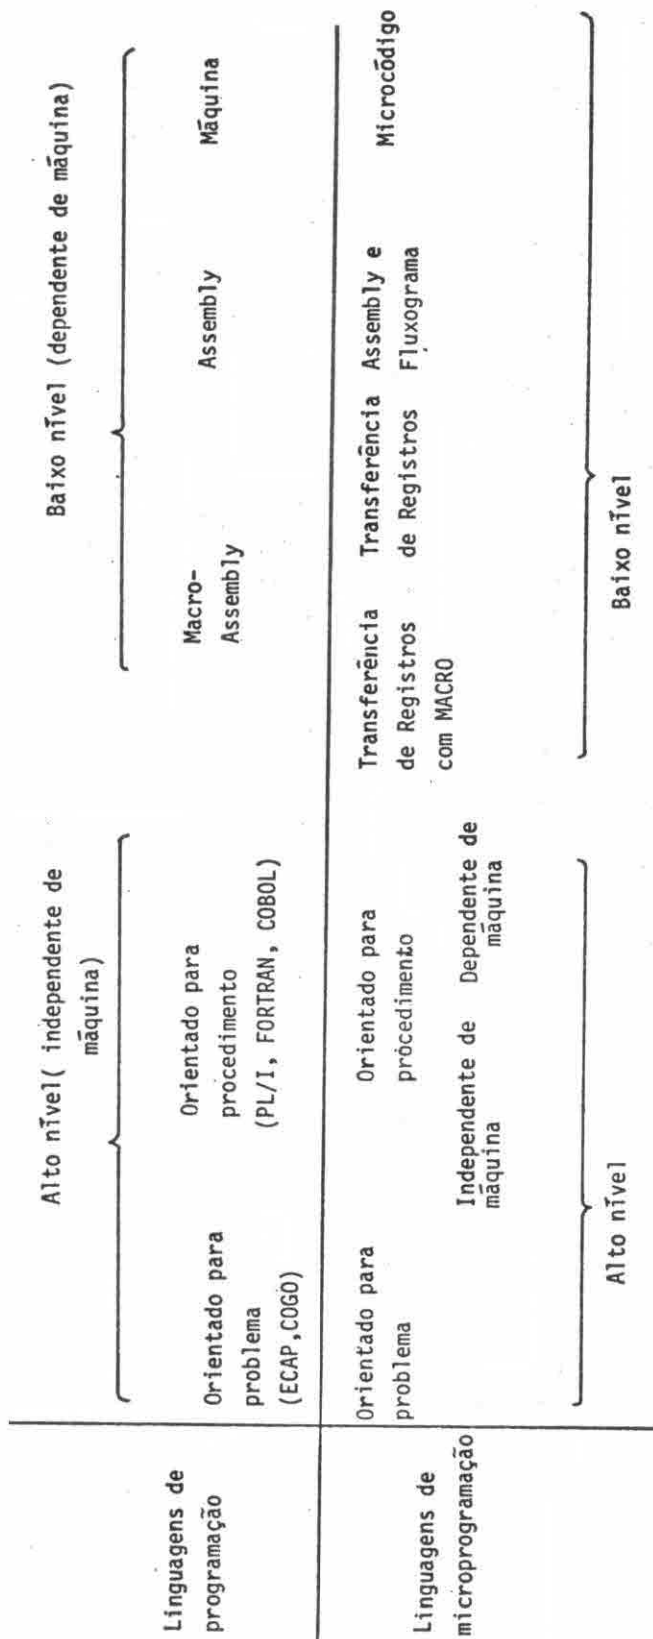 Alto nível( independente de
máquina)
Baixo nível (dependente de máquina)
Linguagens de
programação
Orientado para
problema
(ECAP,COGO)
Orientado para
procedimento
(PL/I, FORTRAN, COBOL)
Macro-
Assembly
Assembly
Máquina
Linguagens de
microprogramação
Orientado para
problema
Orientado para
procedimento
Independente de
máquina
Dependente de
máquina
Transferência
de Registros
com MACRO
Transferência
de Registros
Assembly e
Fluxograma
Microcódigo
Alto nível
Baixo nível